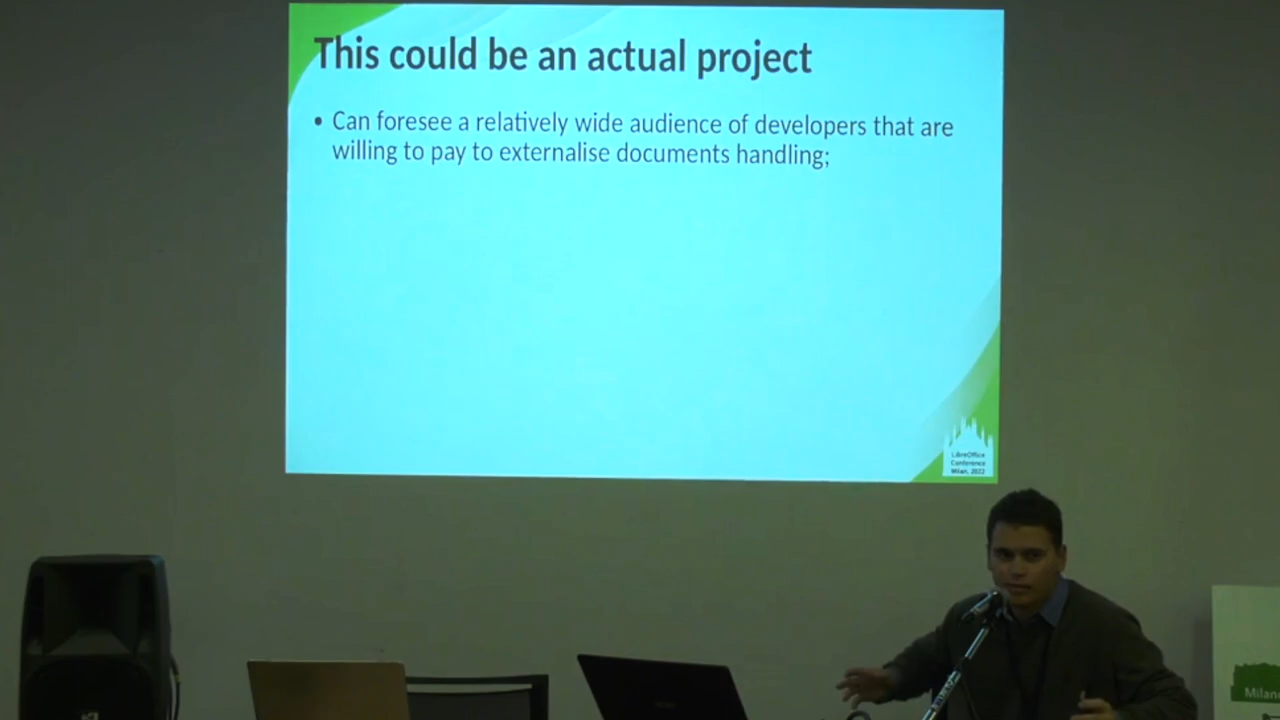 This could be an actual project
• Can foresee a relatively wide audience of developers that are
willing to pay to externalise documents handling;
LibreOffice
Conference
Milan, 2022